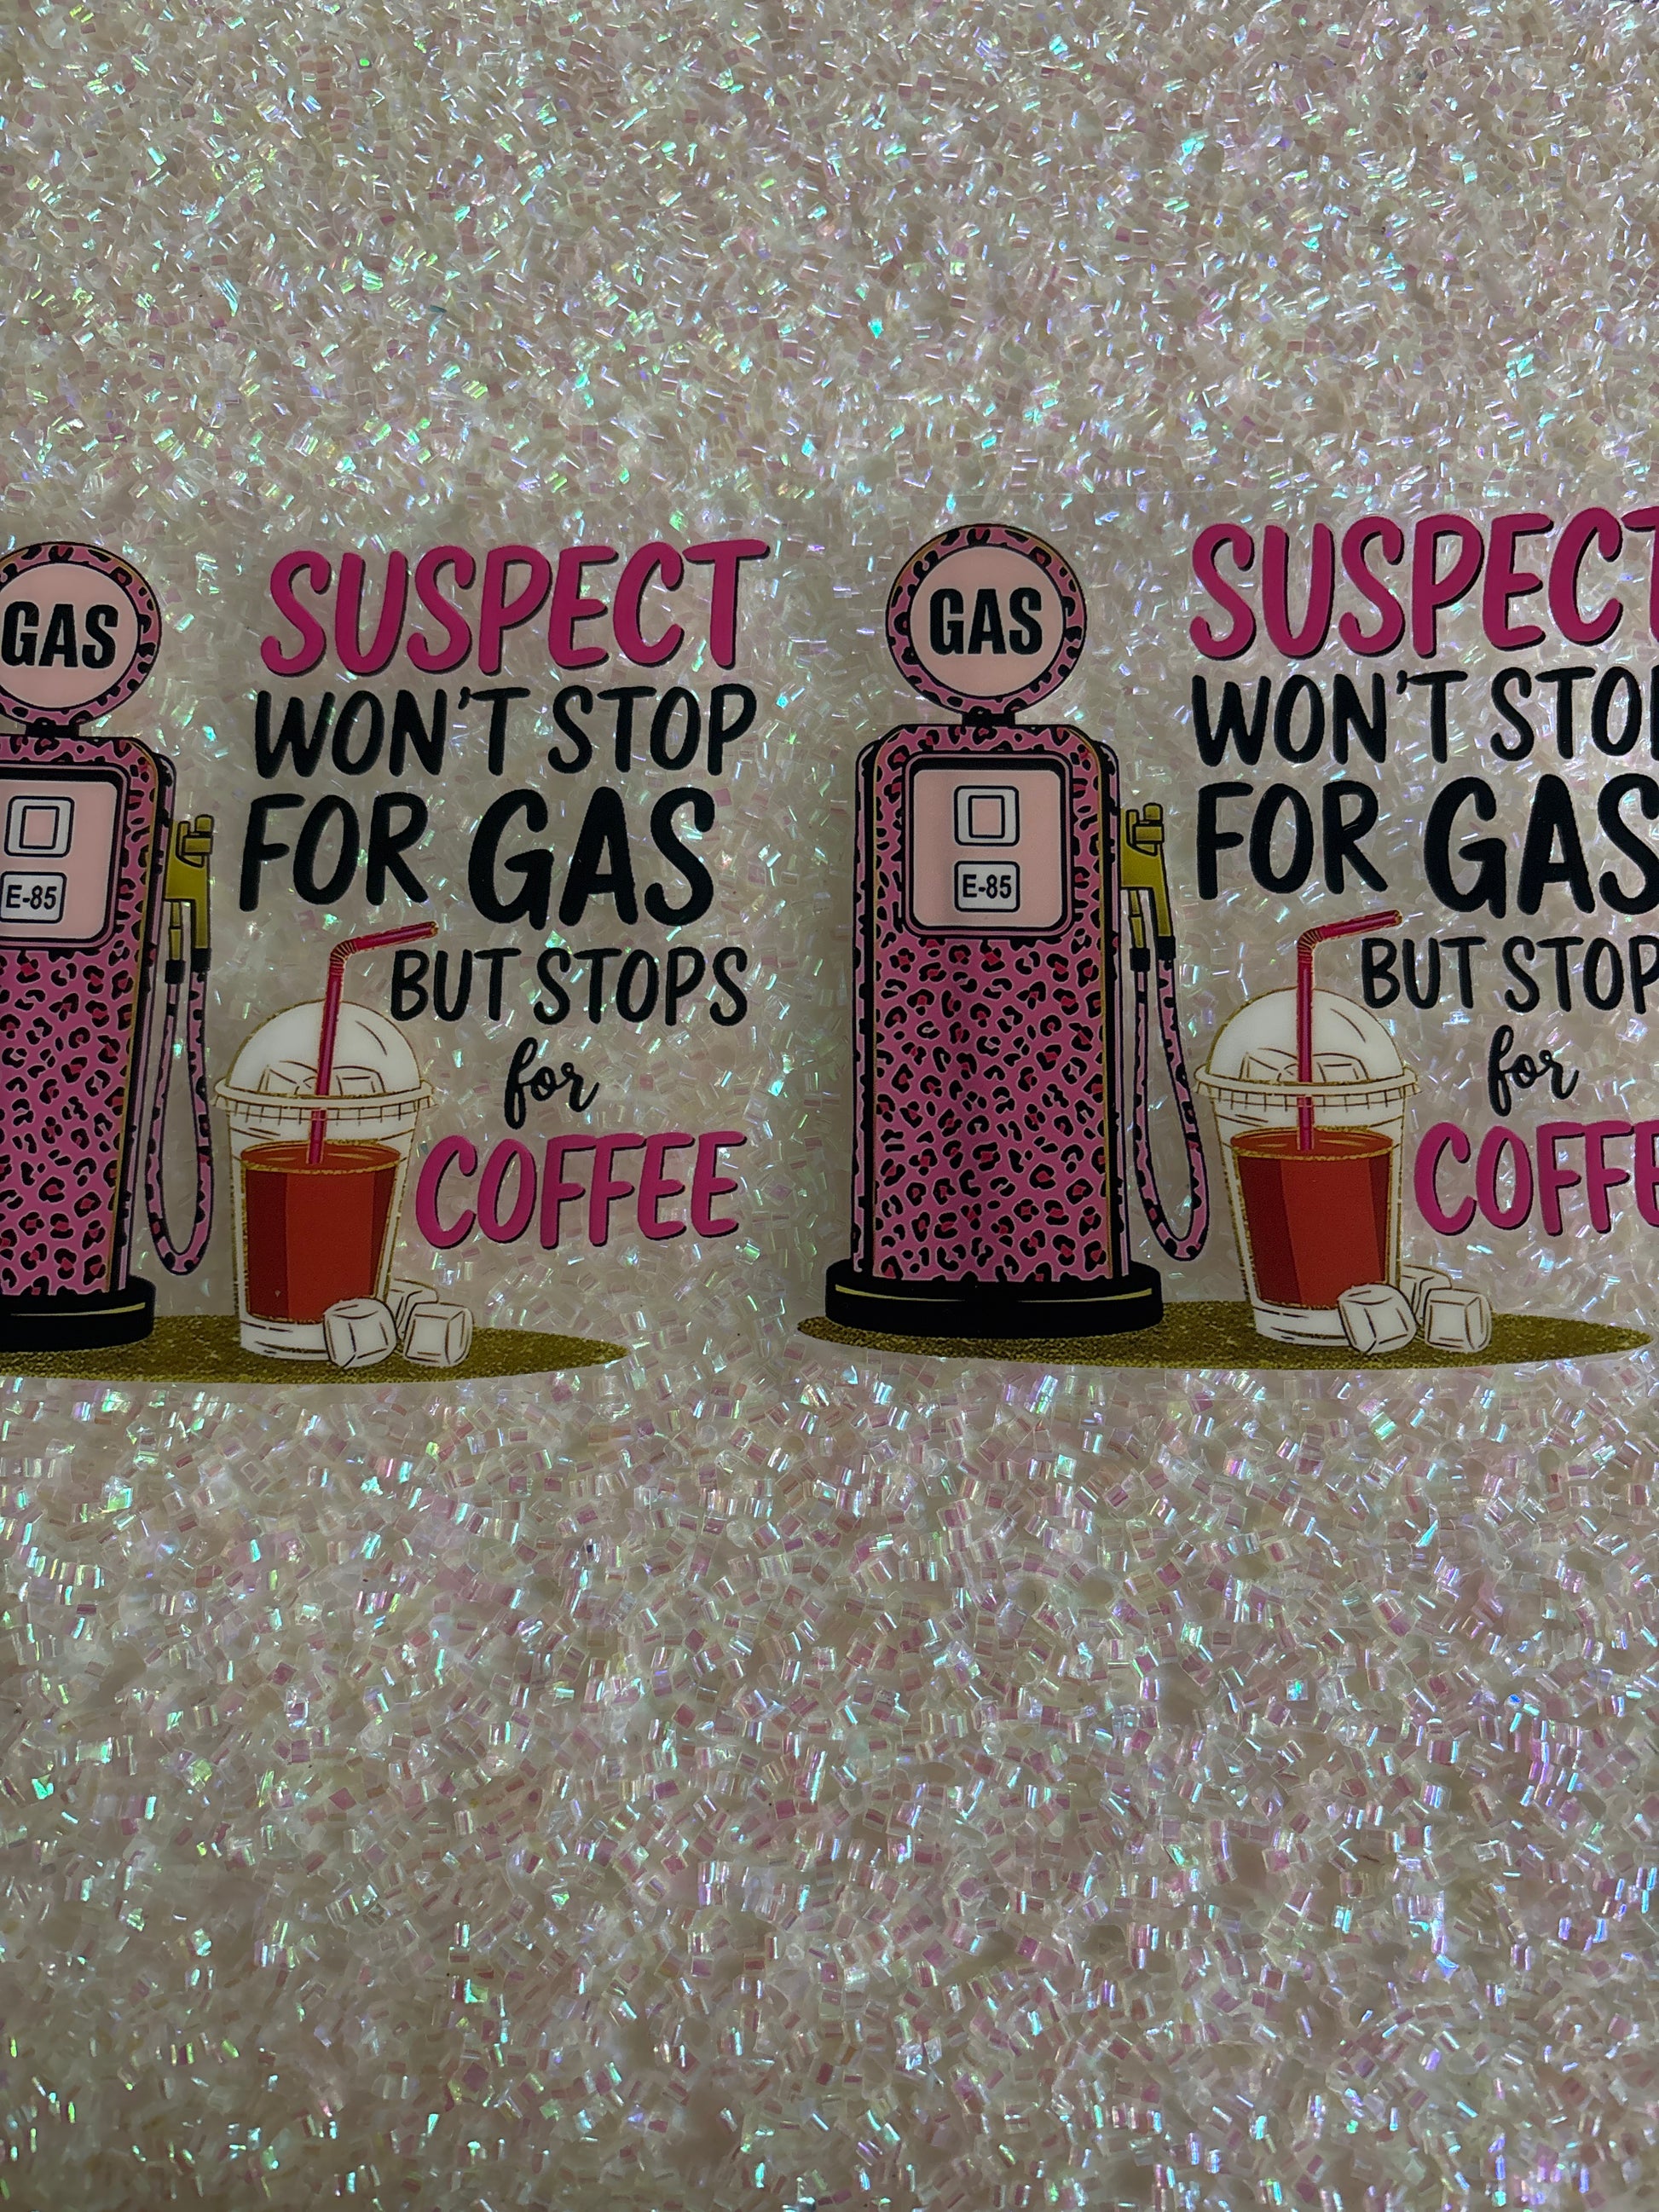 GAS
E-85
SUSPECT
WON'T STOP
FOR GAS
BUT STOPS
for
COFFEE
GAS
E-85
SUSPECT
WON'T STOP
FOR GAS
BUT STOP
for
COFFE